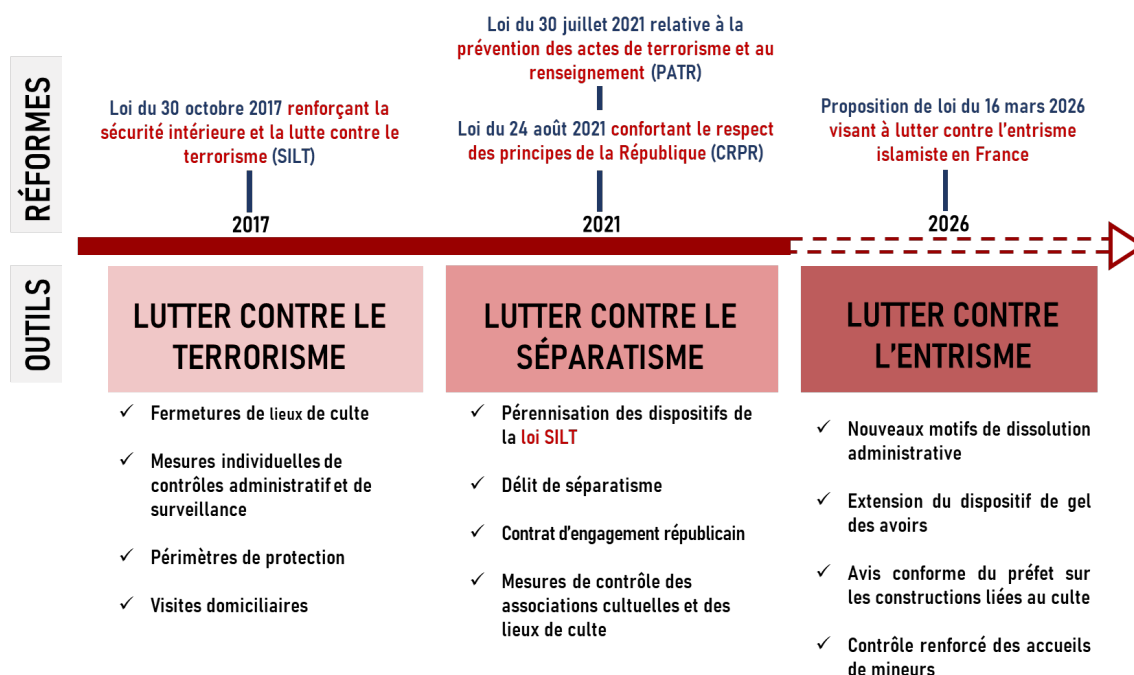 RÉFORMES
Loi du 30 octobre 2017 renforçant la
sécurité intérieure et la lutte contre le
terrorisme (SILT)
Loi du 30 juillet 2021 relative à la
prévention des actes de terrorisme et au
renseignement (PATR)
Loi du 24 août 2021 confortant le respect
des principes de la République (CRPR)
Proposition de loi du 16 mars 2026
visant à lutter contre l'entrisme
islamiste en France
2017
2021
2026
OUTILS
LUTTER CONTRE LE
TERRORISME
✓ Fermetures de lieux de culte
✓ Mesures individuelles de
contrôles administratif et de
surveillance
✓ Périmètres de protection
✓ Visites domiciliaires
LUTTER CONTRE LE
SÉPARATISME
✓ Pérennisation des dispositifs de
la loi SILT
✓ Délit de séparatisme
✓ Contrat d'engagement républicain
✓ Mesures de contrôle des
associations cultuelles et des
lieux de culte
LUTTER CONTRE
L'ENTRISME
✓ Nouveaux motifs de dissolution
administrative
✓ Extension du dispositif de gel
des avoirs
✓ Avis conforme du préfet sur
les constructions liées au culte
✓ Contrôle renforcé des accueils
de mineurs